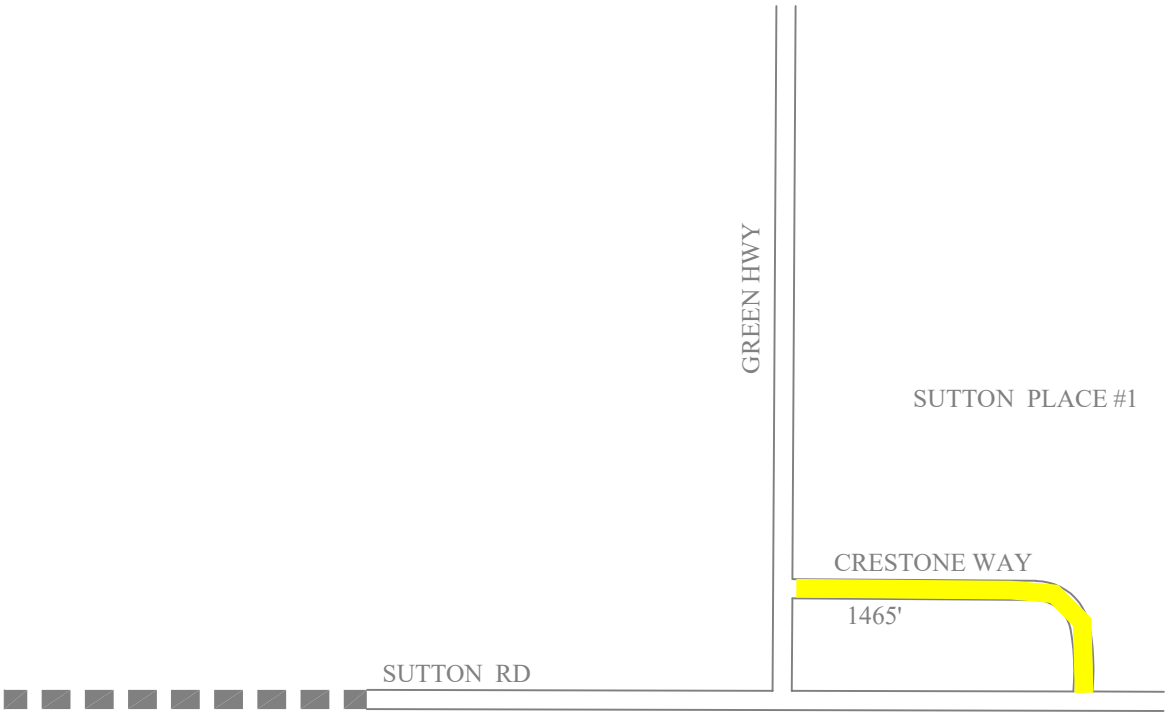 GREEN HWY
SUTTON PLACE #1
CRESTONE WAY
1465'
SUTTON RD